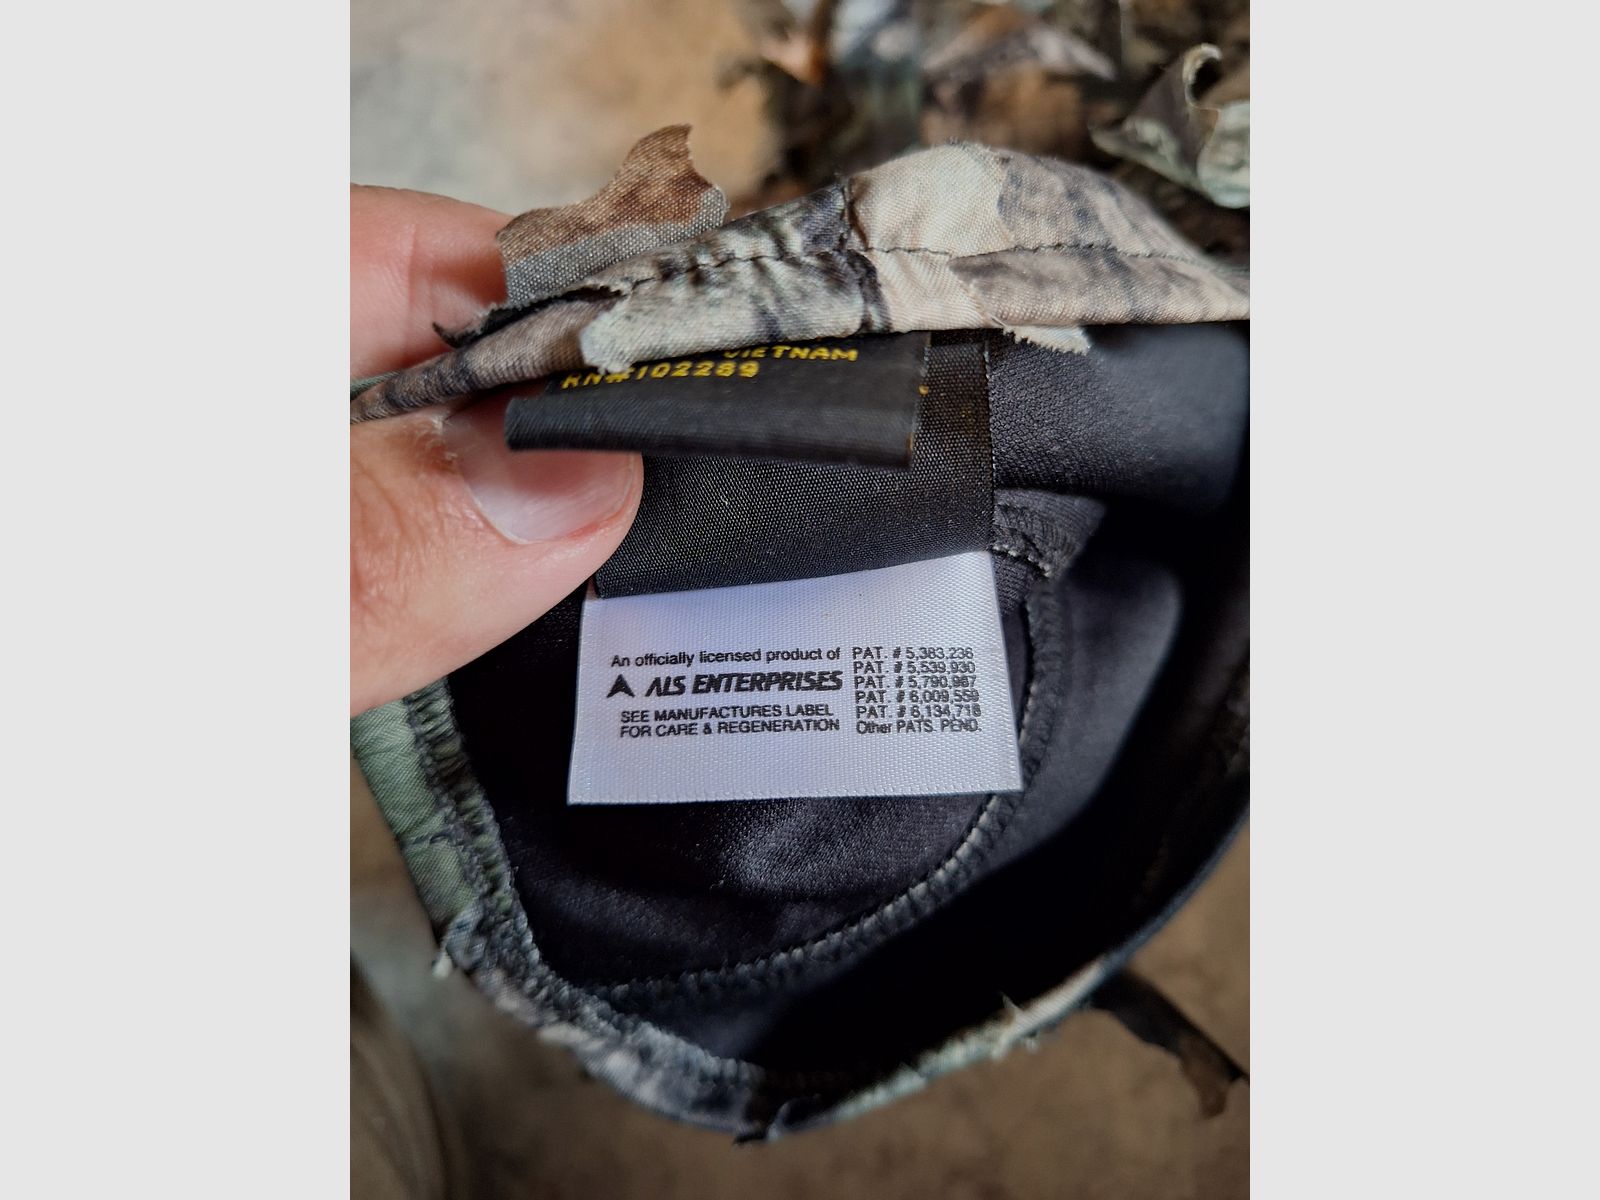 VIETNAM
RN#102289
An officially licensed product of
ALS ENTERPRISES
SEE MANUFACTURES LABEL
FOR CARE & REGENERATION
PAT. # 5,383,236
PAT. # 5,539,930
PAT. # 5,790,987
PAT. # 6,009,559
PAT. # 6,134,718
Other PATS. PEND.